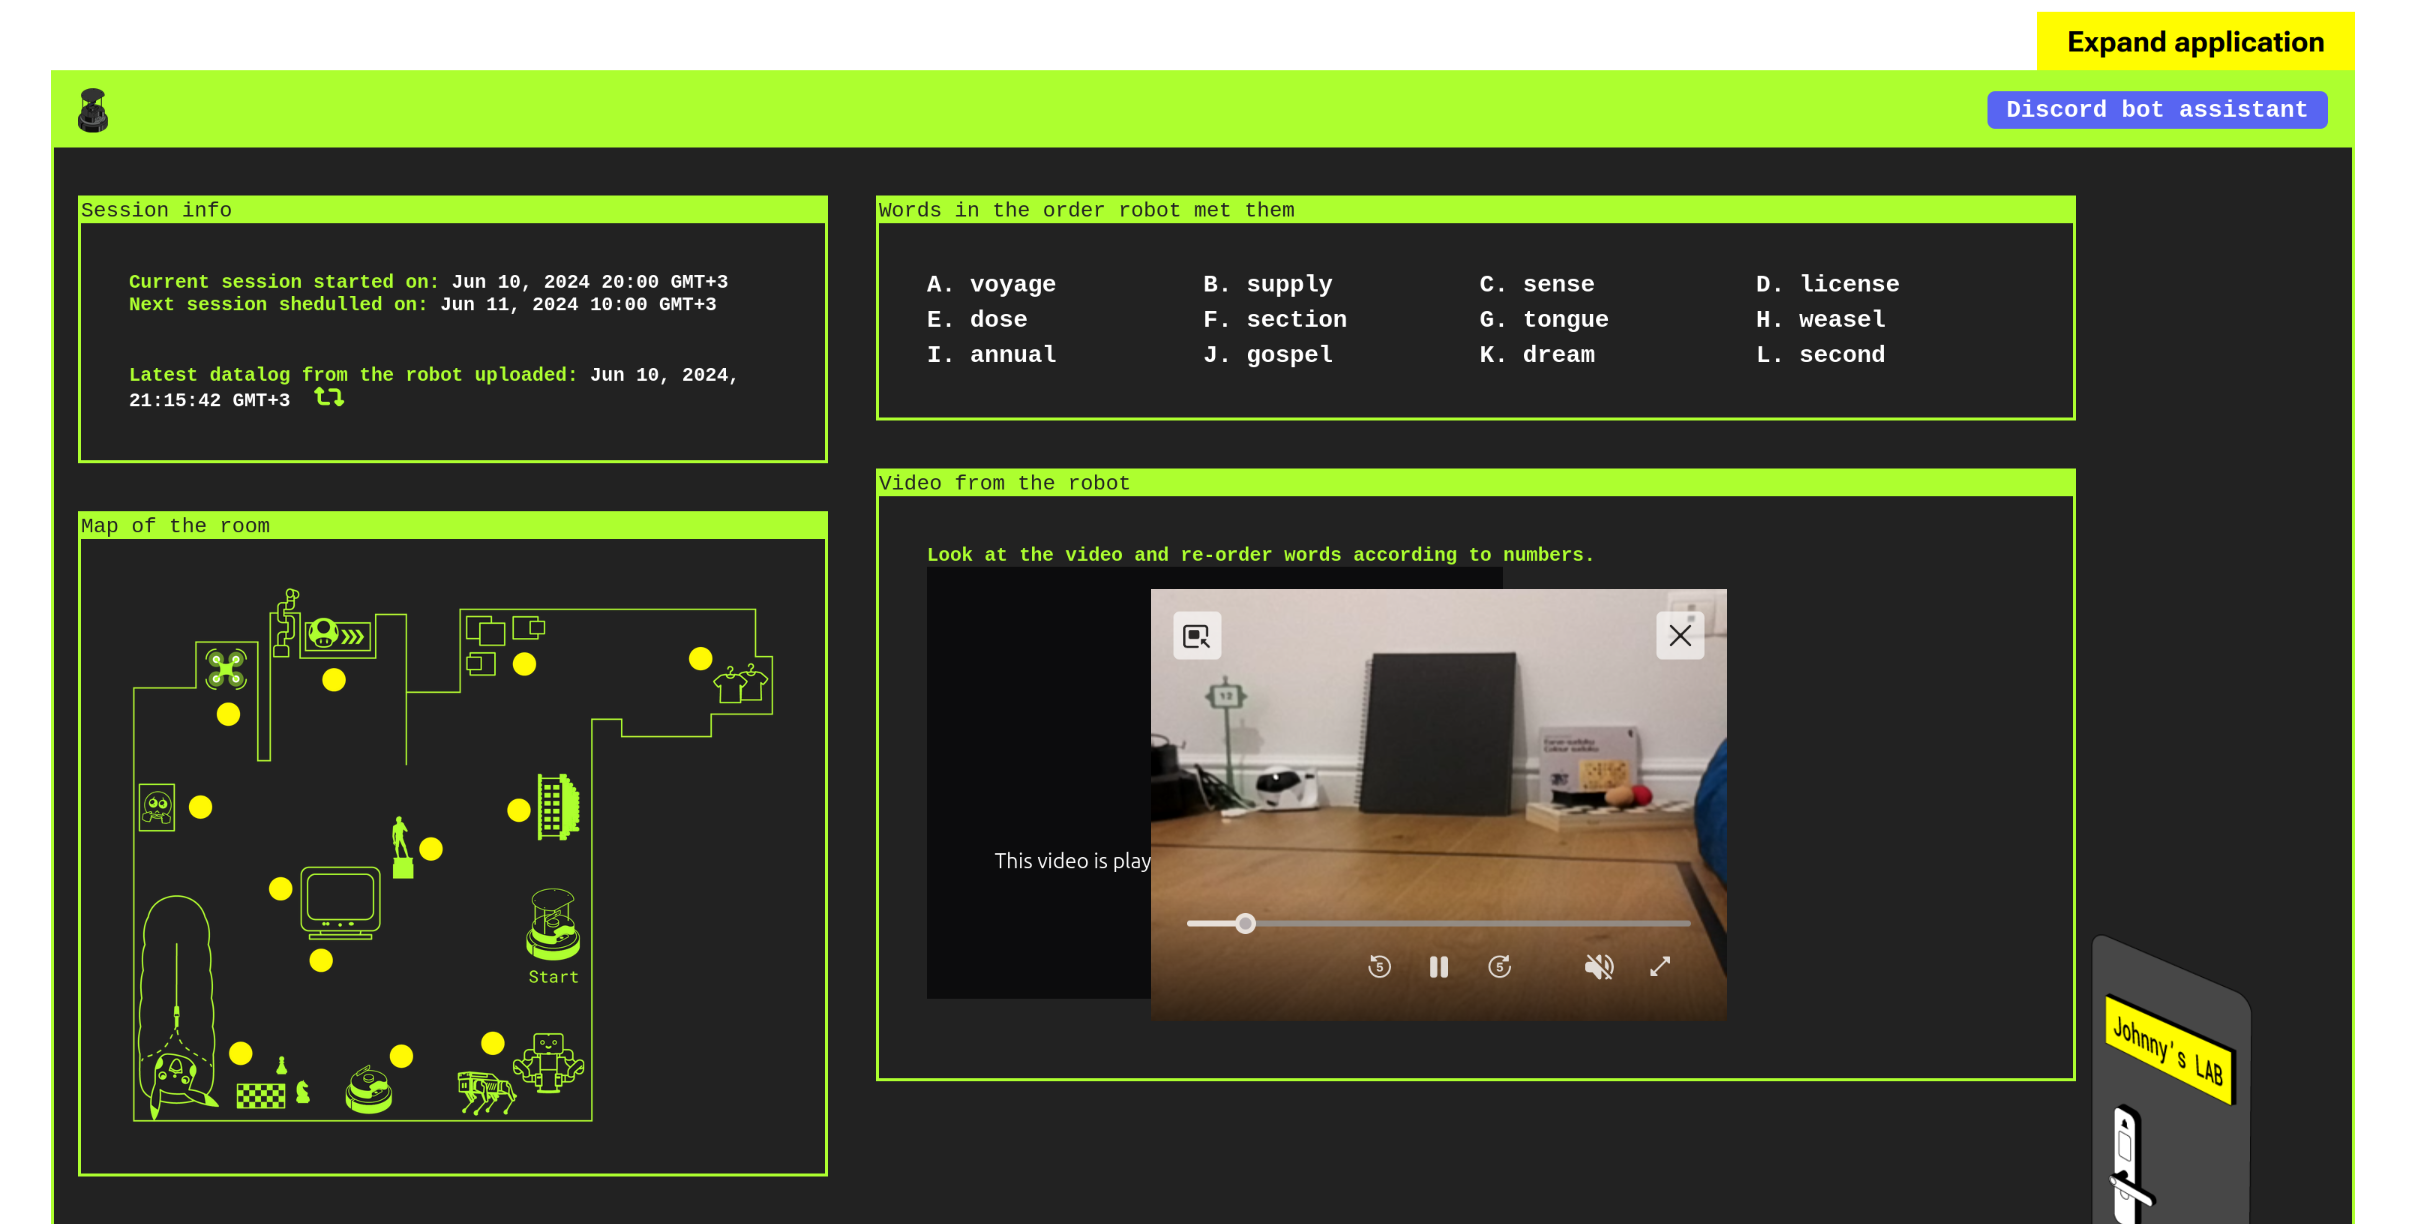 Expand application
Discord bot assistant
Session info
Current session started on: Jun 10, 2024 20:00 GMT+3
Next session shedulled on: Jun 11, 2024 10:00 GMT+3
Latest datalog from the robot uploaded: Jun 10, 2024,
21:15:42 GMT+3
Words in the order robot met them
A. voyage B. supply C. sense D. license
E. dose F. section G. tongue H. weasel
I. annual J. gospel K. dream L. second
Map of the room
Start
Video from the robot
Look at the video and re-order words according to numbers.
12
This video is play
5 5
Johnny's LAB